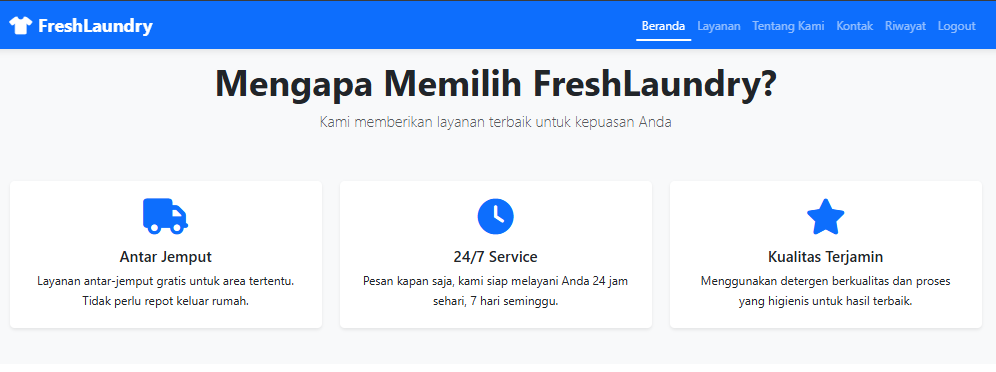 FreshLaundry
Beranda Layanan Tentang Kami Kontak Riwayat Logout
Mengapa Memilih FreshLaundry?
Kami memberikan layanan terbaik untuk kepuasan Anda
Antar Jemput
Layanan antar-jemput gratis untuk area tertentu.
Tidak perlu repot keluar rumah.
24/7 Service
Pesan kapan saja, kami siap melayani Anda 24 jam
sehari, 7 hari seminggu.
Kualitas Terjamin
Menggunakan detergen berkualitas dan proses
yang higienis untuk hasil terbaik.